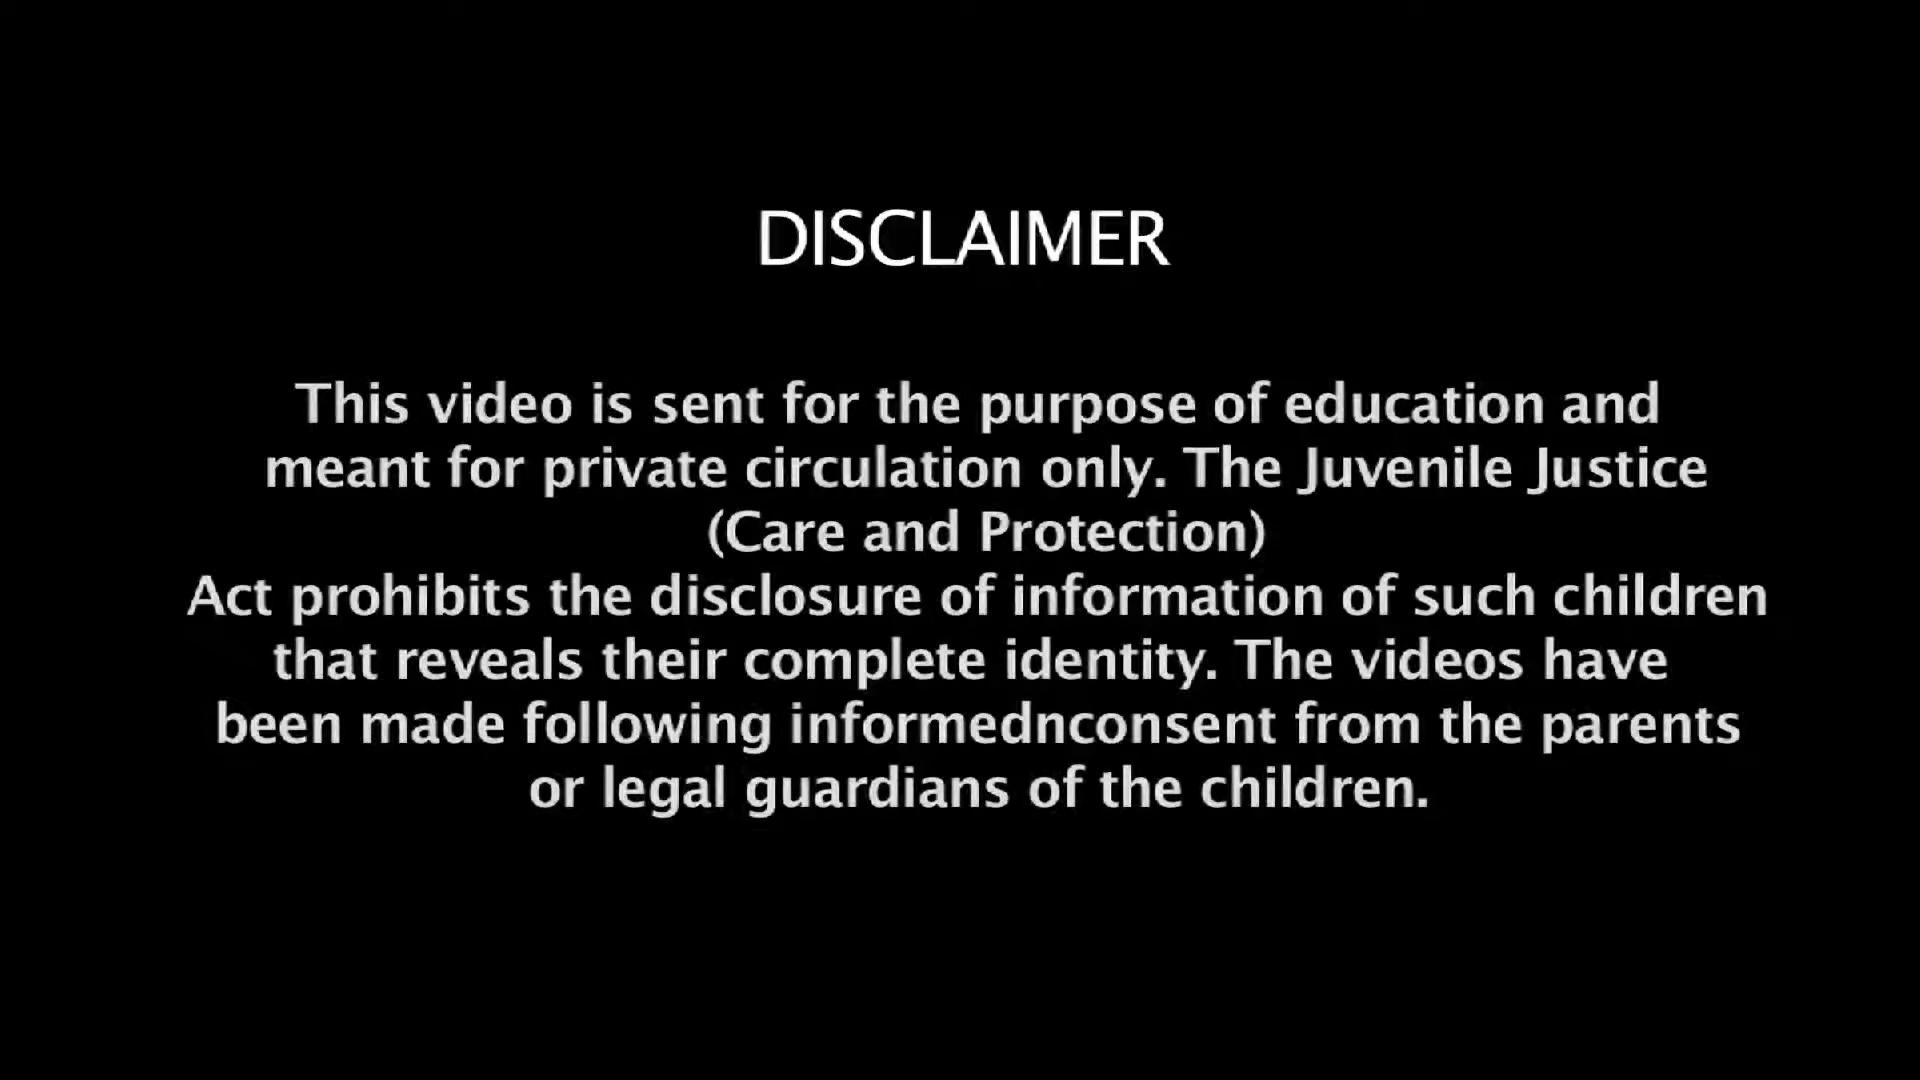 DISCLAIMER
This video is sent for the purpose of education and
meant for private circulation only. The Juvenile Justice
(Care and Protection)
Act prohibits the disclosure of information of such children
that reveals their complete identity. The videos have
been made following informednconsent from the parents
or legal guardians of the children.